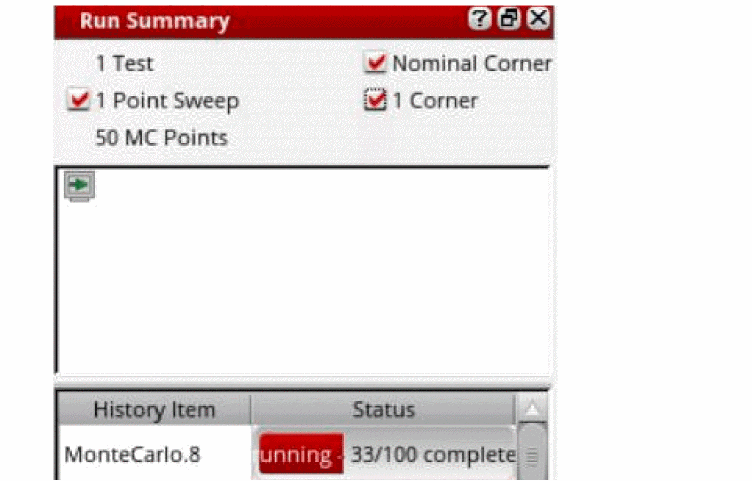 Run Summary
1 Test
Nominal Corner
1 Point Sweep
1 Corner
50 MC Points
History Item Status
MonteCarlo.8 unning - 33/100 complete